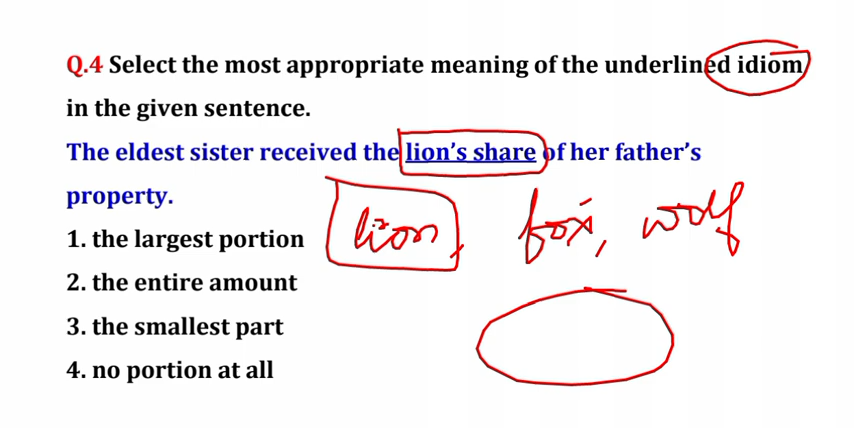 Q.4 Select the most appropriate meaning of the underlined idiom
in the given sentence.
The eldest sister received the lion's share of her father's
property.
1. the largest portion
lion, fox, wolf
2. the entire amount
3. the smallest part
4. no portion at all